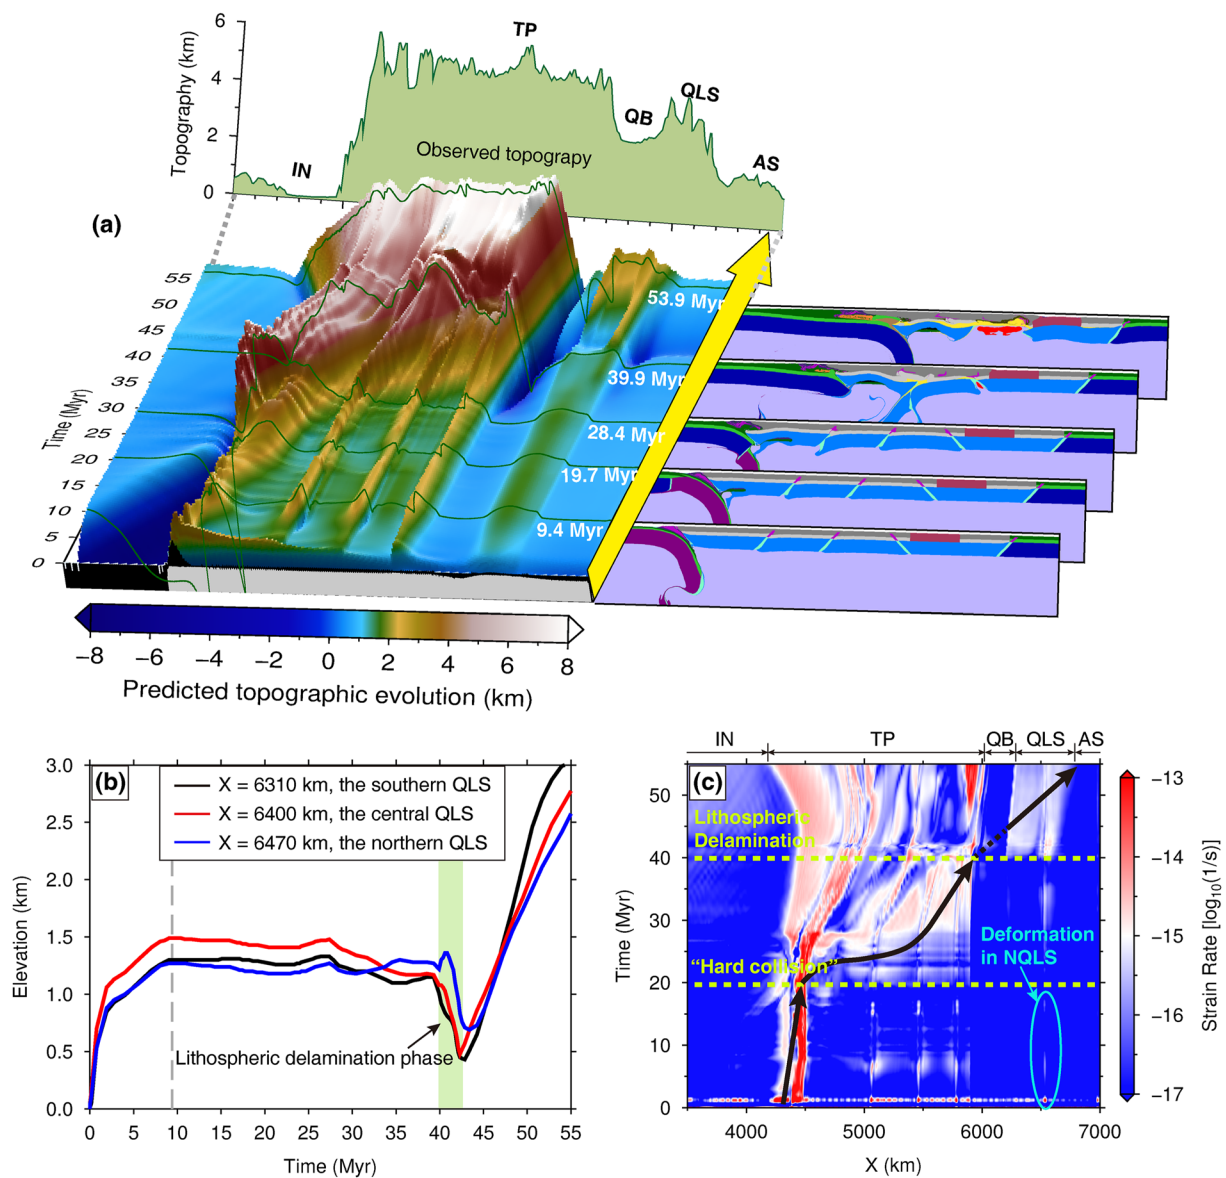 6
4
2
0
Topography (km)
TP
QLS
QB
AS
IN
Observed topograpy
(a)
55
50
45
40
35
30
25
20
15
10
5
0
Time (Myr)
53.9 Myr
39.9 Myr
28.4 Myr
19.7 Myr
9.4 Myr
−8 −6 −4 −2 0 2 4 6 8
Predicted topographic evolution (km)
(b)
X = 6310 km, the southern QLS
X = 6400 km, the central QLS
X = 6470 km, the northern QLS
3.0
2.5
2.0
1.5
1.0
0.5
0.0
Elevation (km)
Lithospheric delamination phase
0 5 10 15 20 25 30 35 40 45 50 55
Time (Myr)
IN TP QB QLS AS
(c)
50
40
30
20
10
0
Time (Myr)
Lithospheric
Delamination
Deformation
in NQLS
“Hard collision”
4000 5000 6000 7000
X (km)
−13
−14
−15
−16
−17
Strain Rate [log10(1/s)]